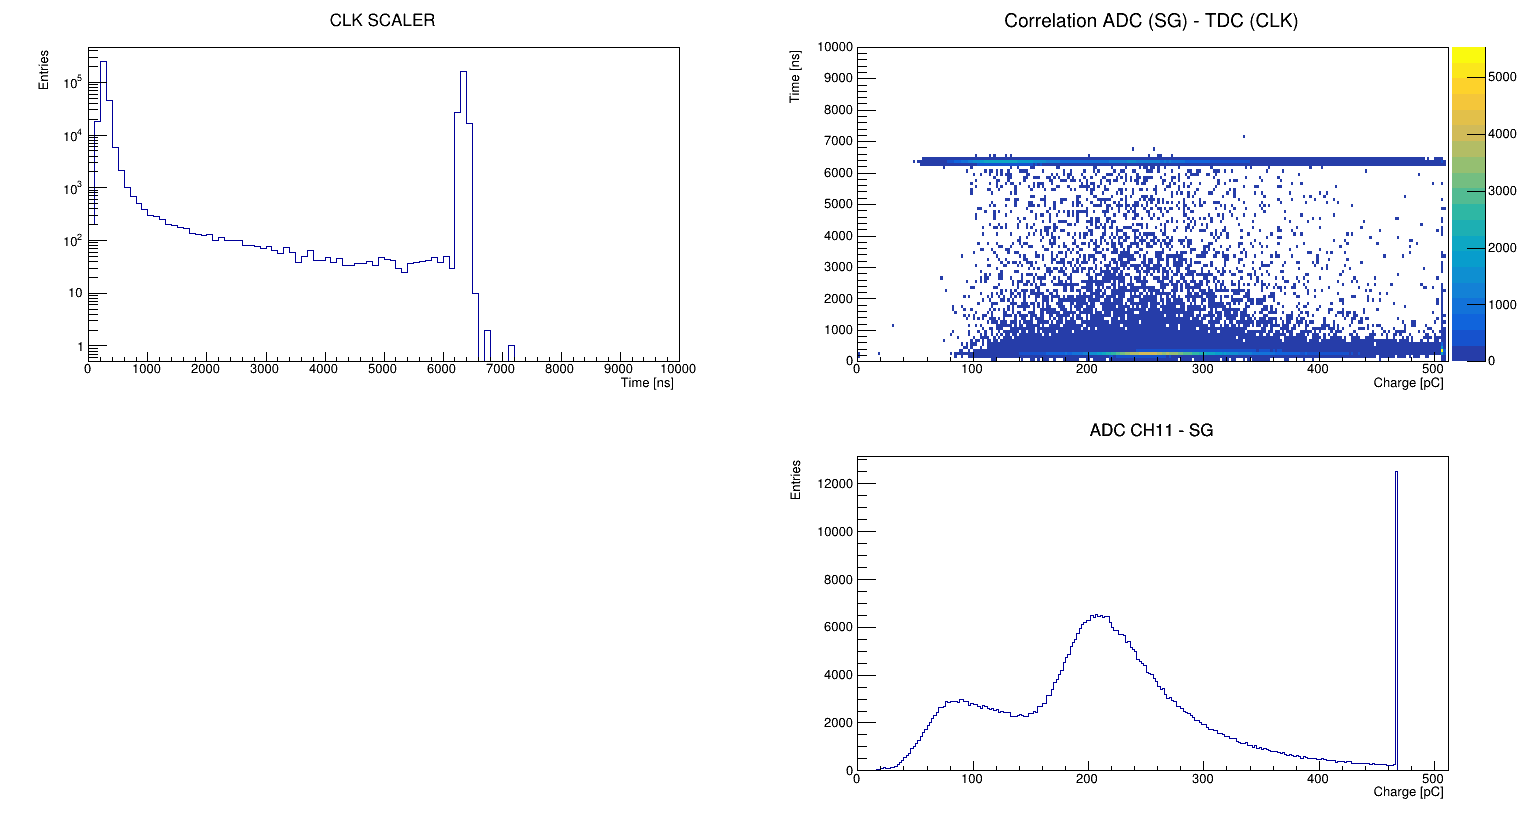 CLK SCALER
Entries
10^5
10^4
10^3
10^2
10
1
0 1000 2000 3000 4000 5000 6000 7000 8000 9000 10000
Time [ns]
Correlation ADC (SG) - TDC (CLK)
Time [ns]
10000
9000
8000
7000
6000
5000
4000
3000
2000
1000
0
0 100 200 300 400 500
Charge [pC]
5000
4000
3000
2000
1000
0
ADC CH11 - SG
Entries
12000
10000
8000
6000
4000
2000
0
0 100 200 300 400 500
Charge [pC]